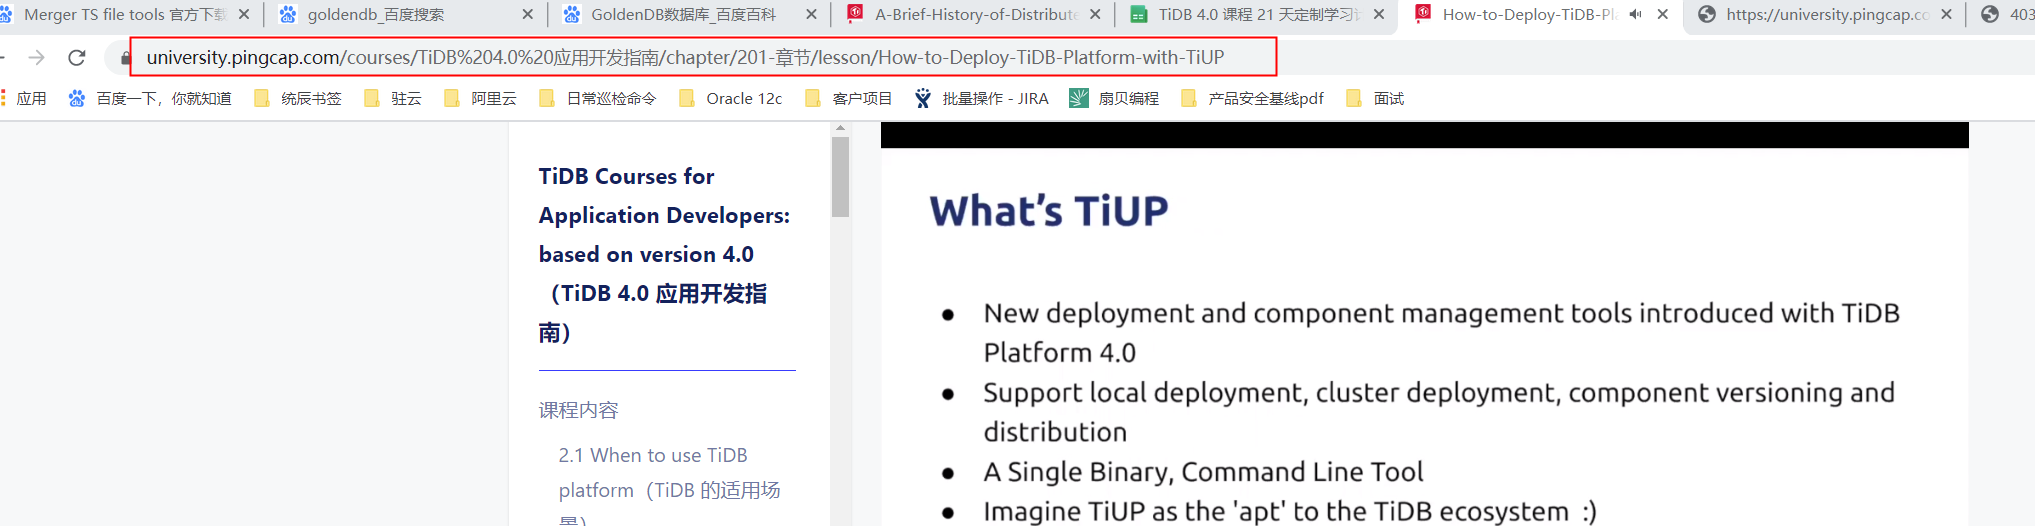 Merger TS file tools 官方下载
goldendb_百度搜索
GoldenDB数据库_百度百科
A-Brief-History-of-Distribute
TiDB 4.0 课程 21 天定制学习计
How-to-Deploy-TiDB-Pla
https://university.pingcap.co
403
university.pingcap.com/courses/TiDB%204.0%20应用开发指南/chapter/201-章节/lesson/How-to-Deploy-TiDB-Platform-with-TiUP
应用 百度一下，你就知道 统辰书签 驻云 阿里云 日常巡检命令 Oracle 12c 客户项目 批量操作 - JIRA 扇贝编程 产品安全基线pdf 面试
TiDB Courses for
Application Developers:
based on version 4.0
（TiDB 4.0 应用开发指
南）
课程内容
2.1 When to use TiDB
platform（TiDB 的适用场
景）
What's TiUP
● New deployment and component management tools introduced with TiDB
Platform 4.0
● Support local deployment, cluster deployment, component versioning and
distribution
● A Single Binary, Command Line Tool
● Imagine TiUP as the 'apt' to the TiDB ecosystem :)